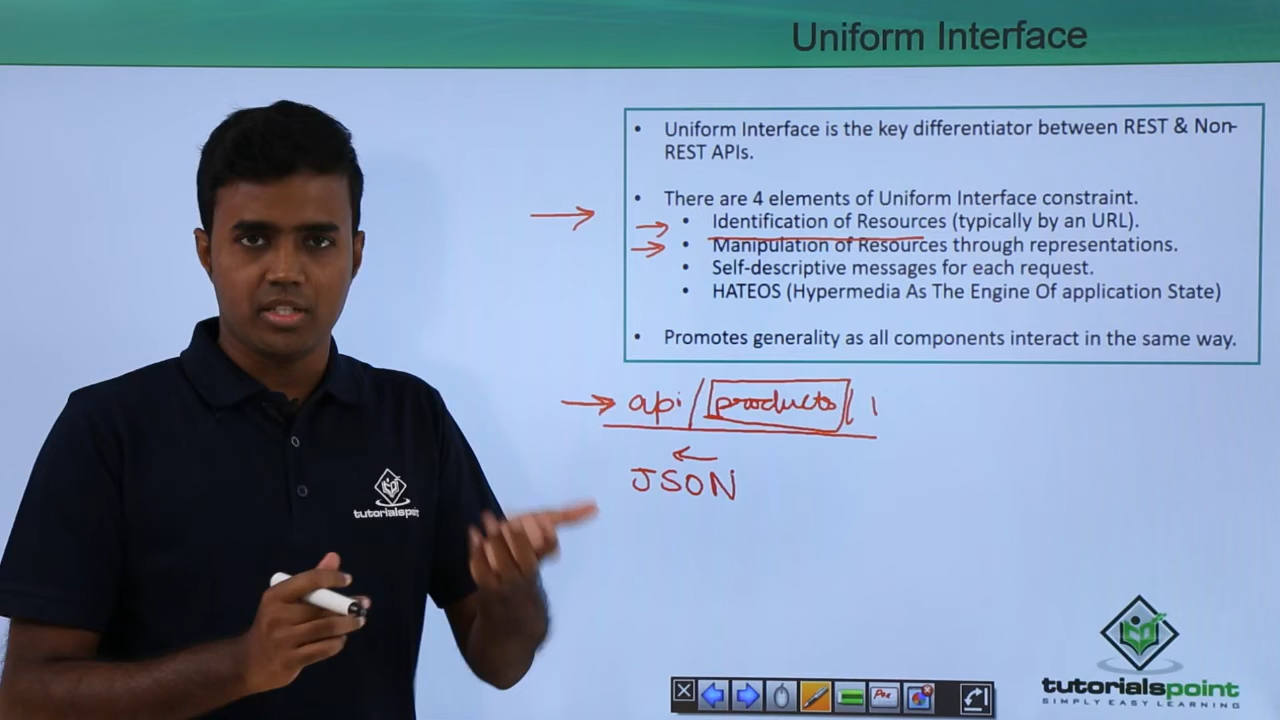 Uniform Interface
• Uniform Interface is the key differentiator between REST & Non-
REST APIs.
• There are 4 elements of Uniform Interface constraint.
• Identification of Resources (typically by an URL).
• Manipulation of Resources through representations.
• Self-descriptive messages for each request.
• HATEOS (Hypermedia As The Engine Of application State)
• Promotes generality as all components interact in the same way.
→ api/products/1
←
JSON
tutorialspoint
tutorialspoint
SIMPLY EASY LEARNING
Pen